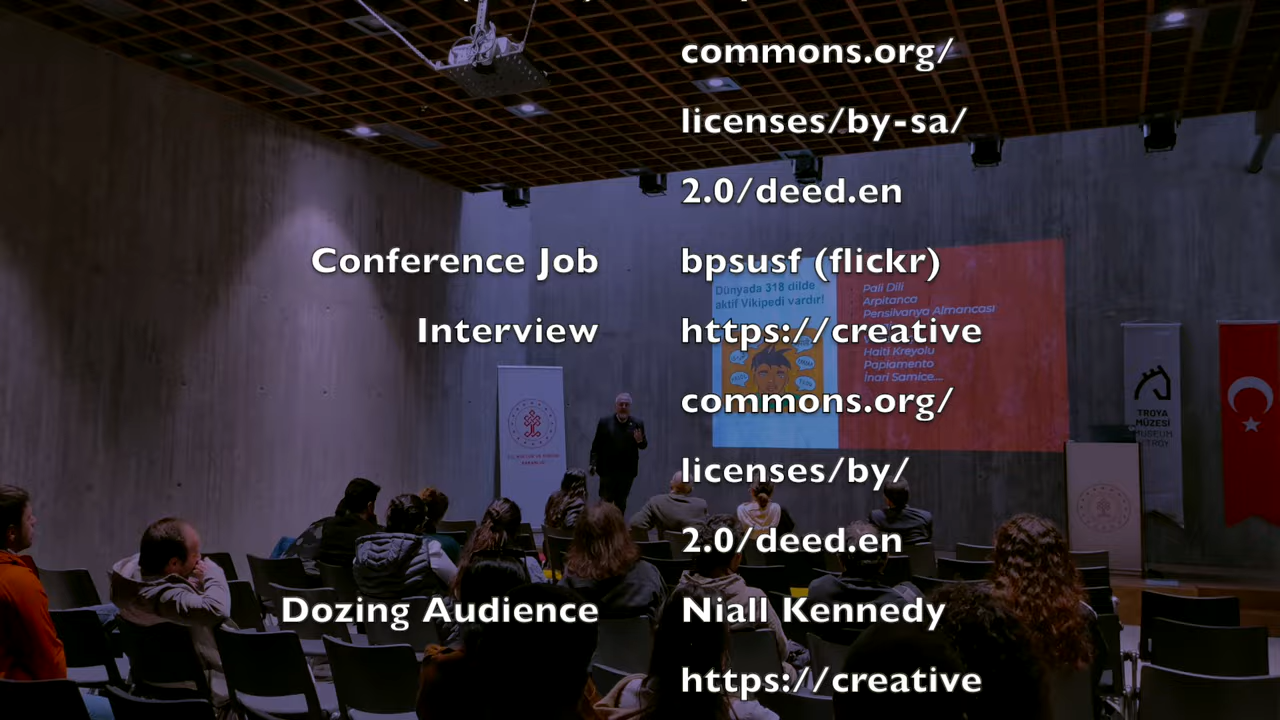 commons.org/
licenses/by-sa/
2.0/deed.en
Conference Job bpsusf (flickr)
Interview https://creative
commons.org/
licenses/by/
2.0/deed.en
Dozing Audience Niall Kennedy
https://creative
Dünyada 318 dilde
aktif Vikipedi vardır!
Pali Dili
Arpitanca
Pensilvanya Almancası
Haiti Kreyolu
Papiamento
İnari Samice...
TROYA
MÜZESİ
MUSEUM